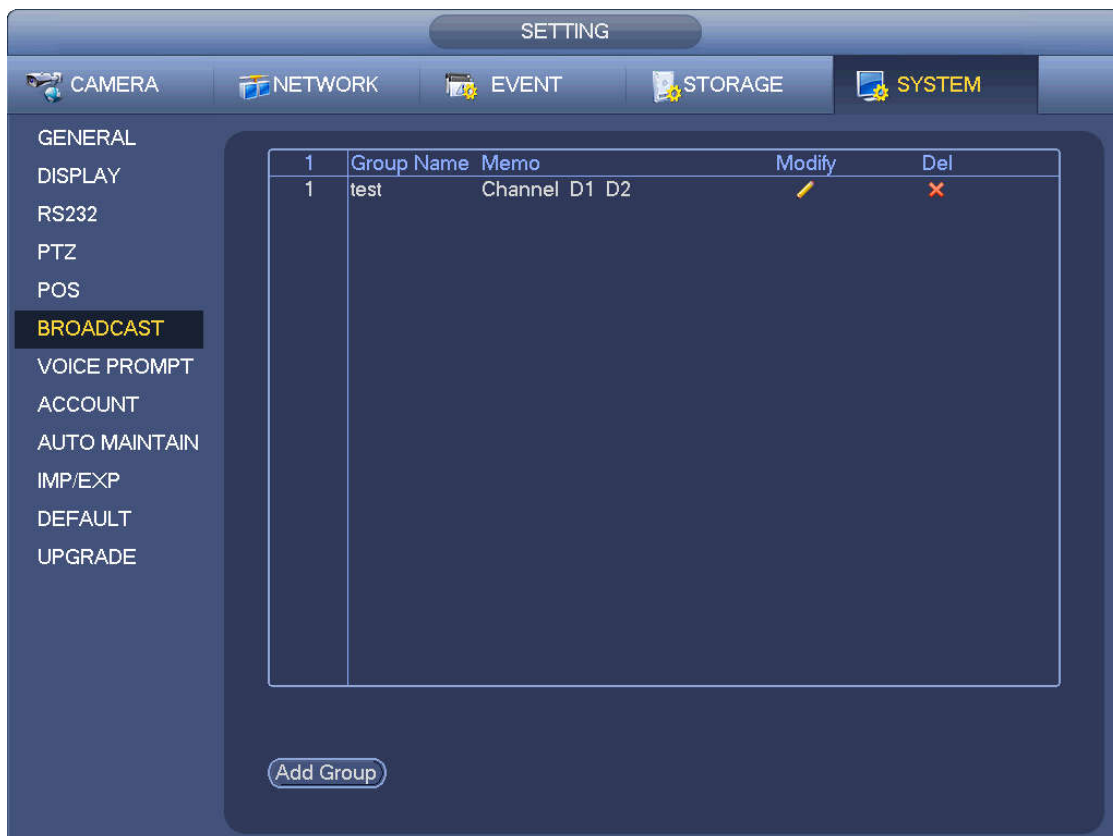 SETTING
CAMERA NETWORK EVENT STORAGE SYSTEM
GENERAL
DISPLAY
RS232
PTZ
POS
BROADCAST
VOICE PROMPT
ACCOUNT
AUTO MAINTAIN
IMP/EXP
DEFAULT
UPGRADE
1 Group Name Memo Modify Del
1 test Channel D1 D2
Add Group